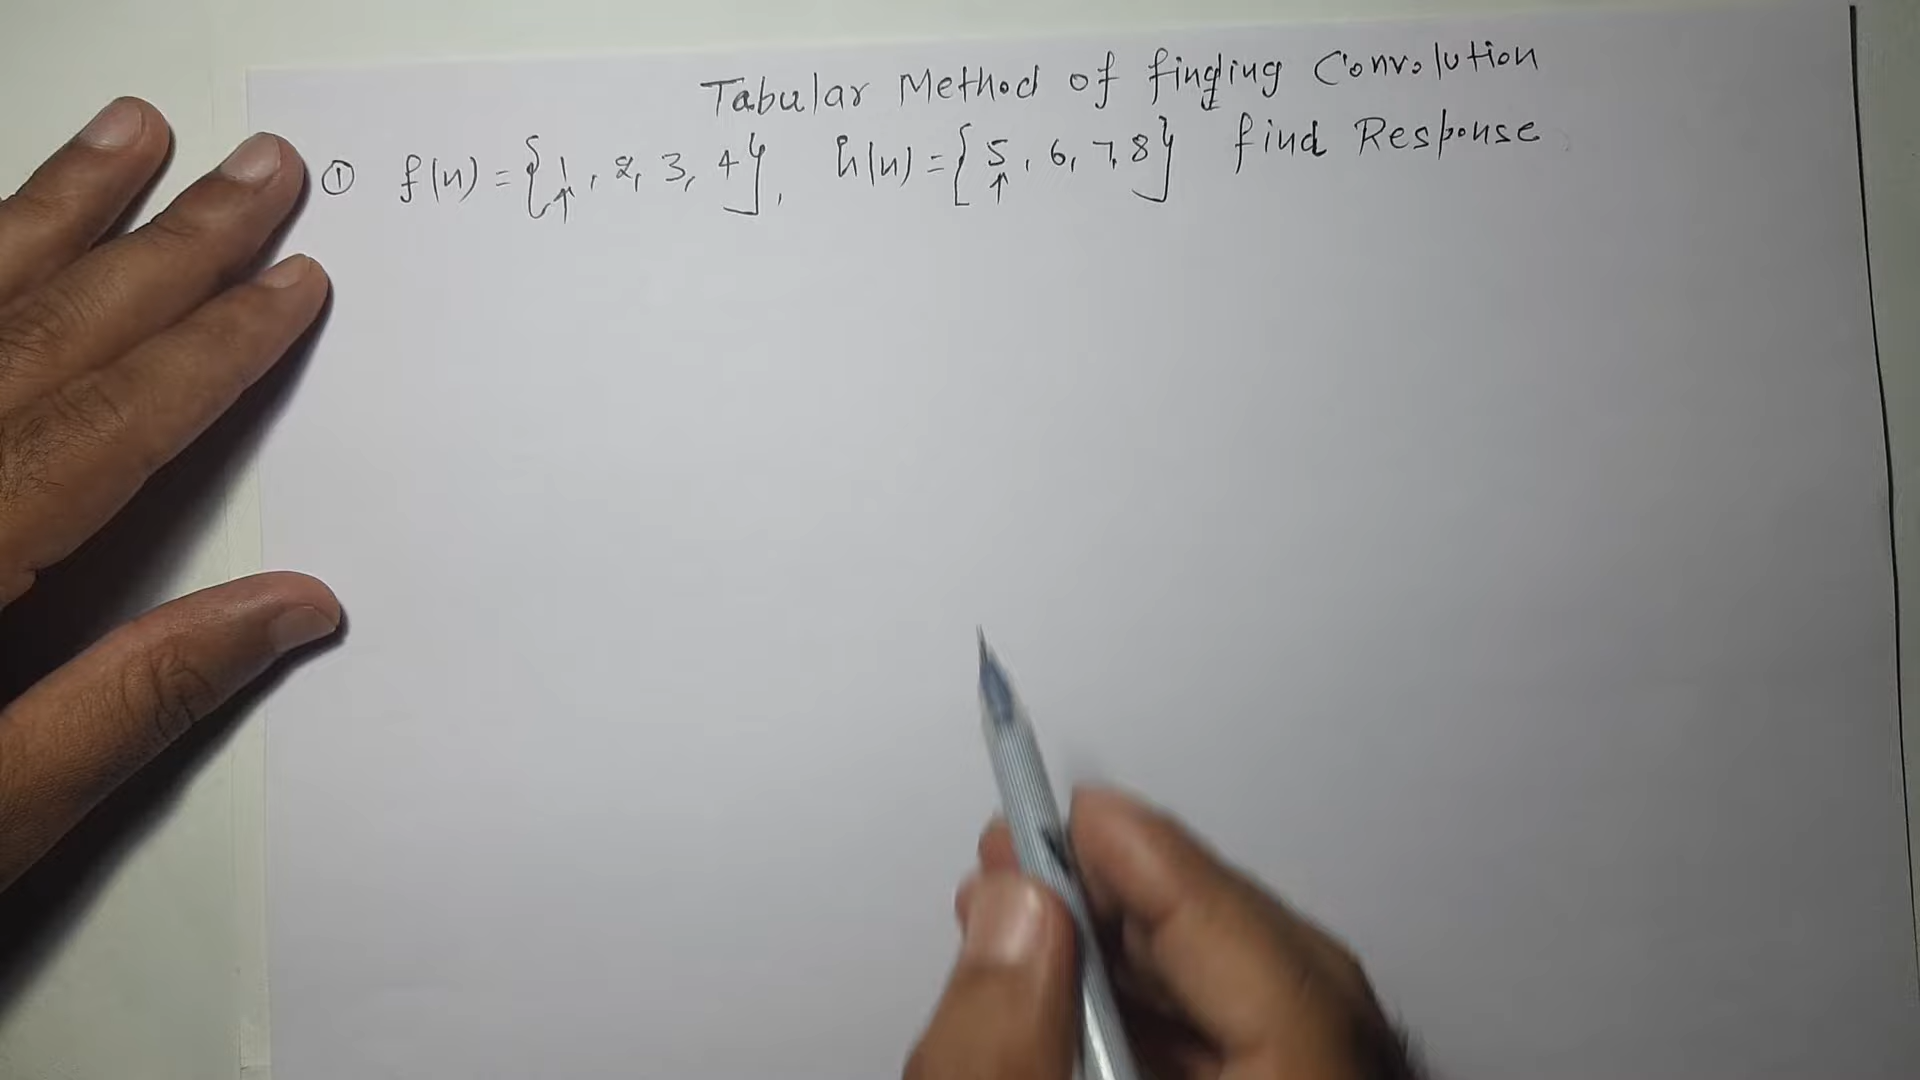 Tabular Method of finding Convolution
① f(n) = {1, 2, 3, 4}, h(n) = {5, 6, 7, 8} find Response
↑ ↑